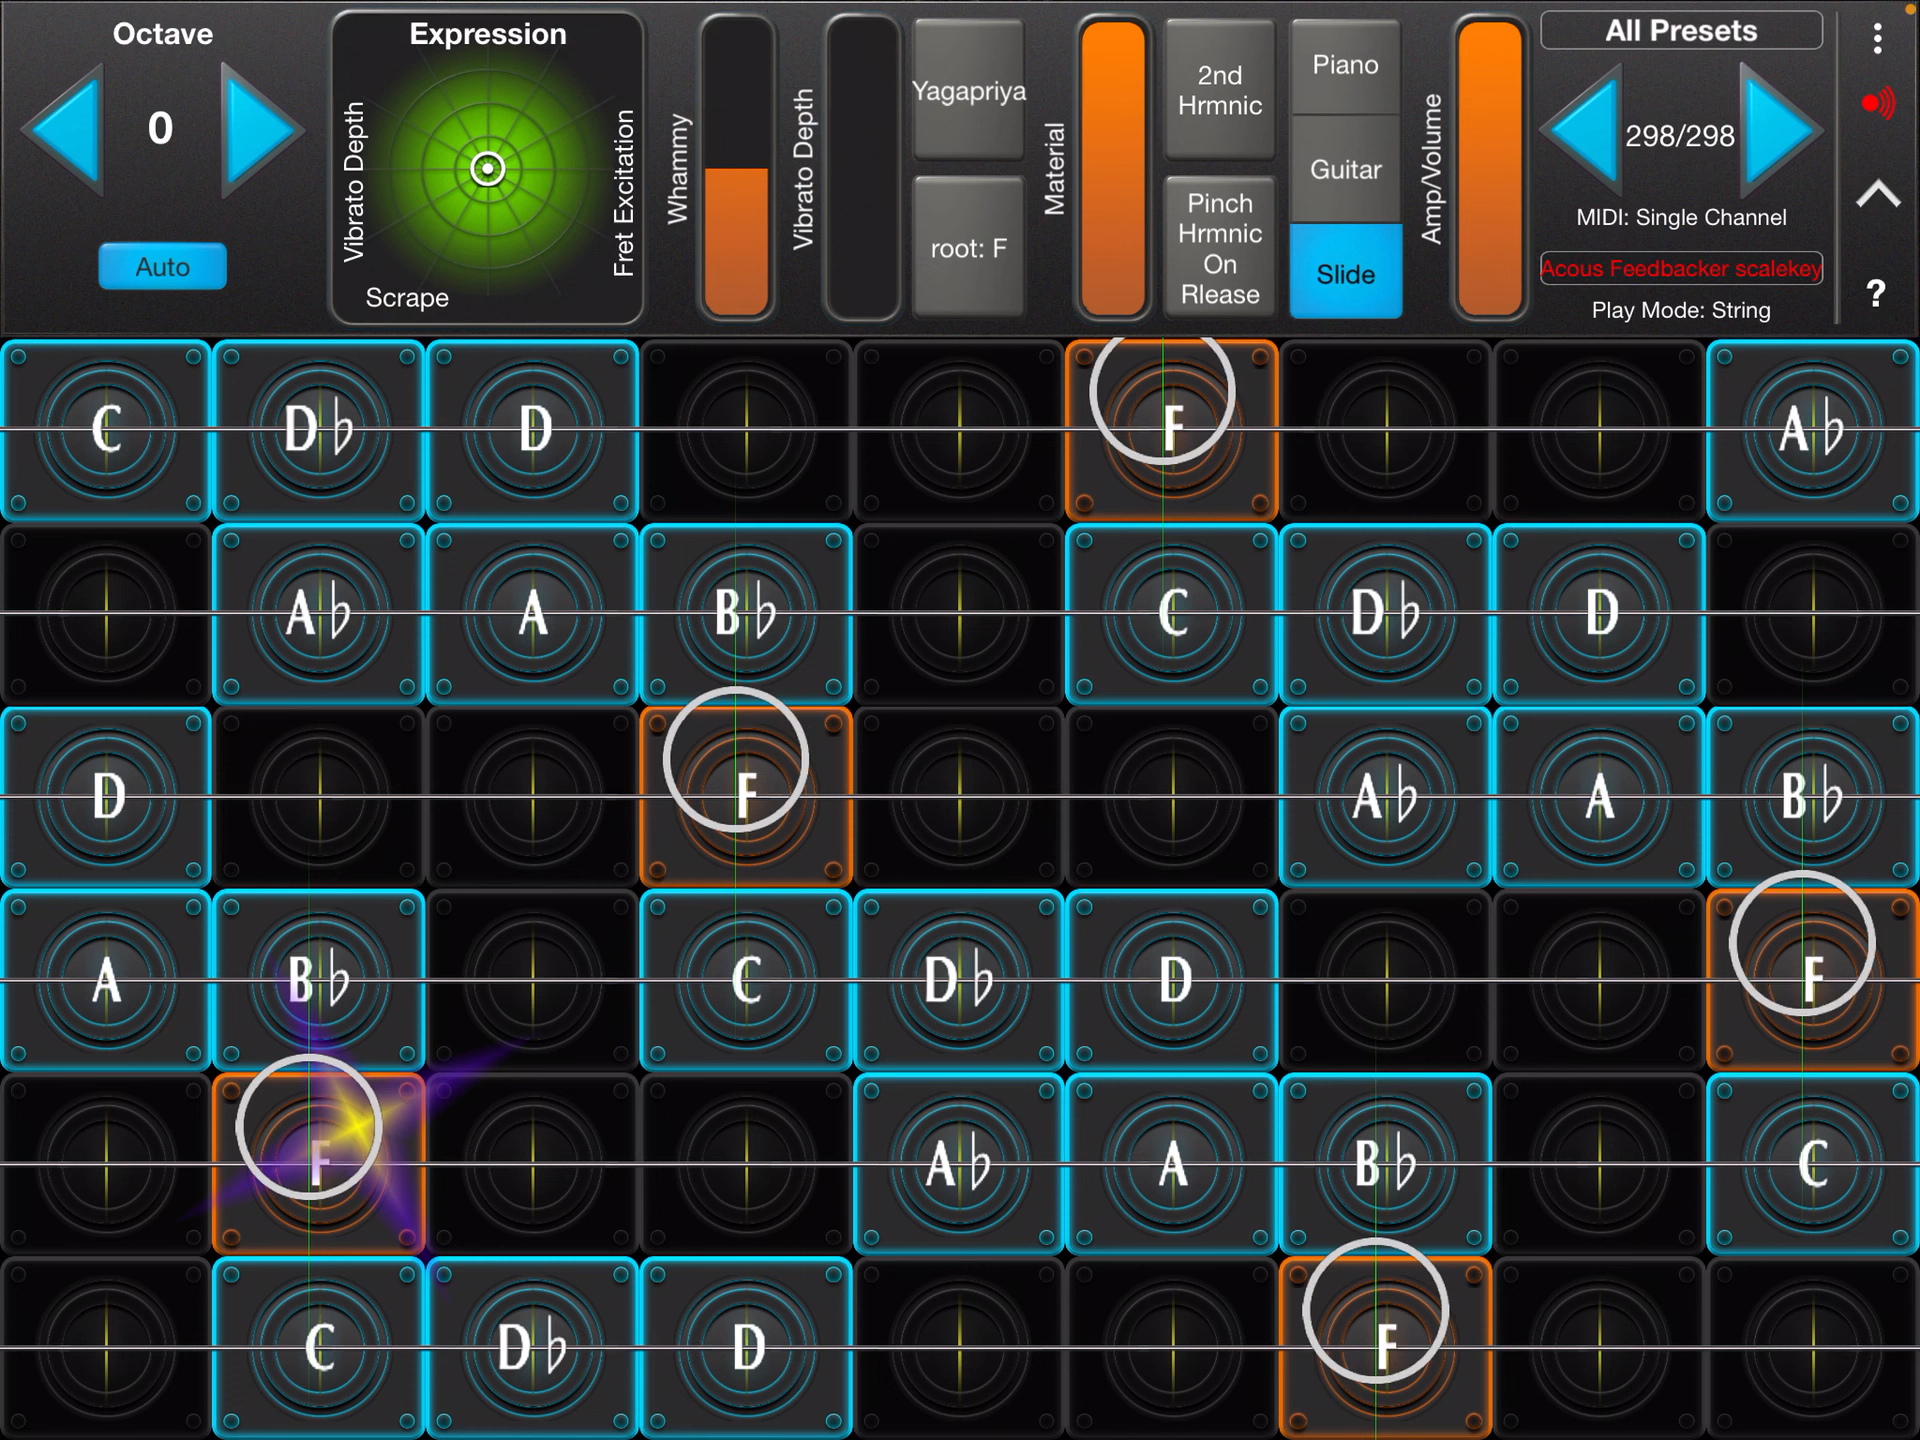 Octave
0
Auto
Expression
Vibrato Depth
Fret Excitation
Scrape
Whammy
Vibrato Depth
Yagapriya
root: F
Material
2nd
Hrmnic
Pinch
Hrmnic
On
Rlease
Piano
Guitar
Slide
Amp/Volume
All Presets
298/298
MIDI: Single Channel
Acous Feedbacker scalekey
Play Mode: String
?
C D♭ D F A♭
A♭ A B♭ C D♭ D
D F A♭ A B♭
A B♭ C D♭ D F
F A♭ A B♭ C
C D♭ D F